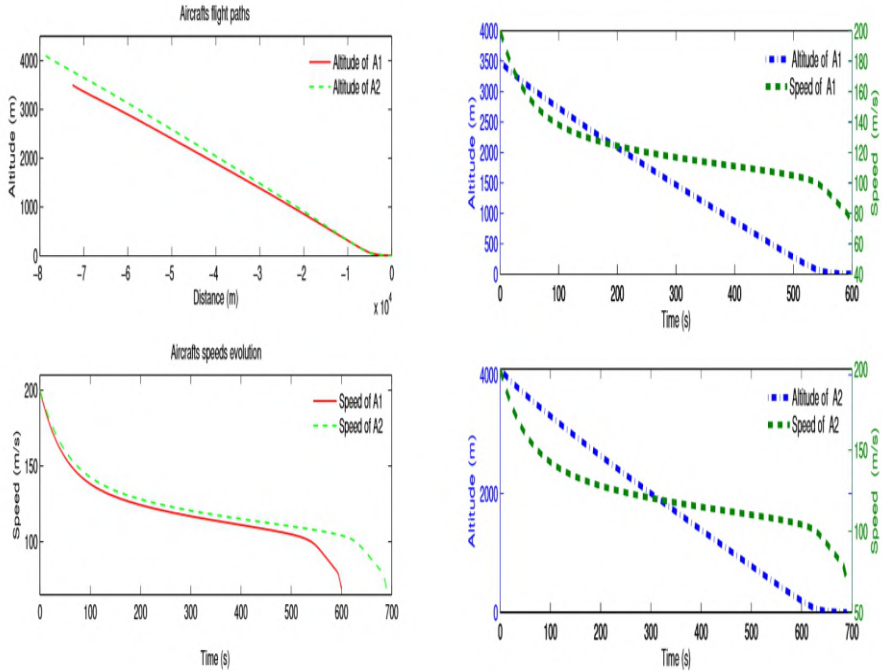 Aircrafts flight paths
Altitude (m)
4000
3000
2000
1000
0
Altitude of A1
Altitude of A2
−8 −7 −6 −5 −4 −3 −2 −1 0
Distance (m)
x 10⁴
Altitude (m)
4000
3500
3000
2500
2000
1500
1000
500
0
Altitude of A1
Speed of A1
200
180
160
140
120
100
80
60
40
Speed (m/s)
0 100 200 300 400 500 600
Time (s)
Aircrafts speeds evolution
Speed (m/s)
200
150
100
Speed of A1
Speed of A2
0 100 200 300 400 500 600 700
Time (s)
Altitude (m)
4000
2000
0
Altitude of A2
Speed of A2
200
150
100
50
Speed (m/s)
0 100 200 300 400 500 600 700
Time (s)